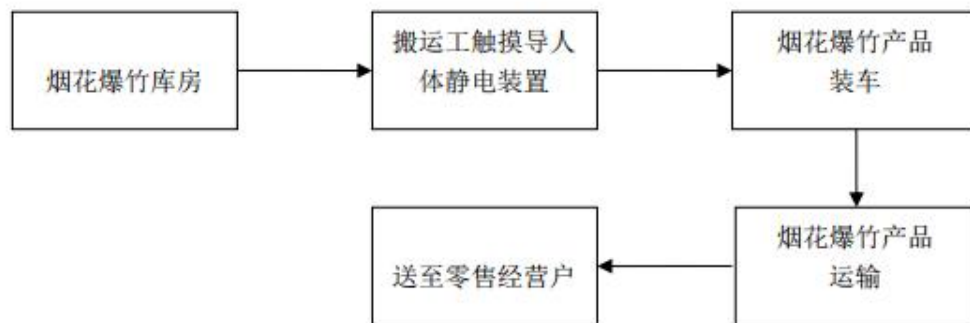 烟花爆竹库房
搬运工触摸导人
体静电装置
烟花爆竹产品
装车
烟花爆竹产品
运输
送至零售经营户